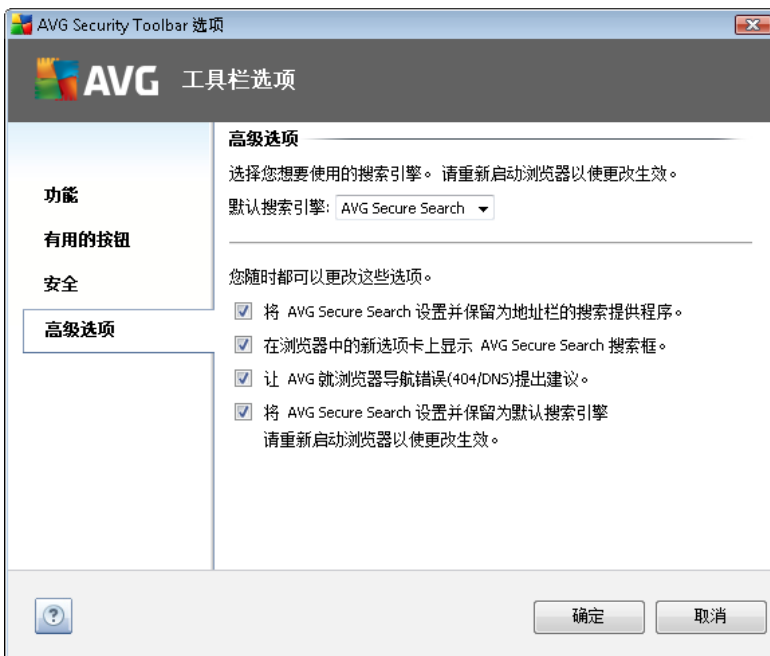 AVG Security Toolbar 选项
AVG 工具栏选项
功能
有用的按钮
安全
高级选项
高级选项
选择您想要使用的搜索引擎。请重新启动浏览器以使更改生效。
默认搜索引擎: AVG Secure Search
您随时都可以更改这些选项。
将 AVG Secure Search 设置并保留为地址栏的搜索提供程序。
在浏览器中的新选项卡上显示 AVG Secure Search 搜索框。
让 AVG 就浏览器导航错误(404/DNS)提出建议。
将 AVG Secure Search 设置并保留为默认搜索引擎
请重新启动浏览器以使更改生效。
?
确定
取消